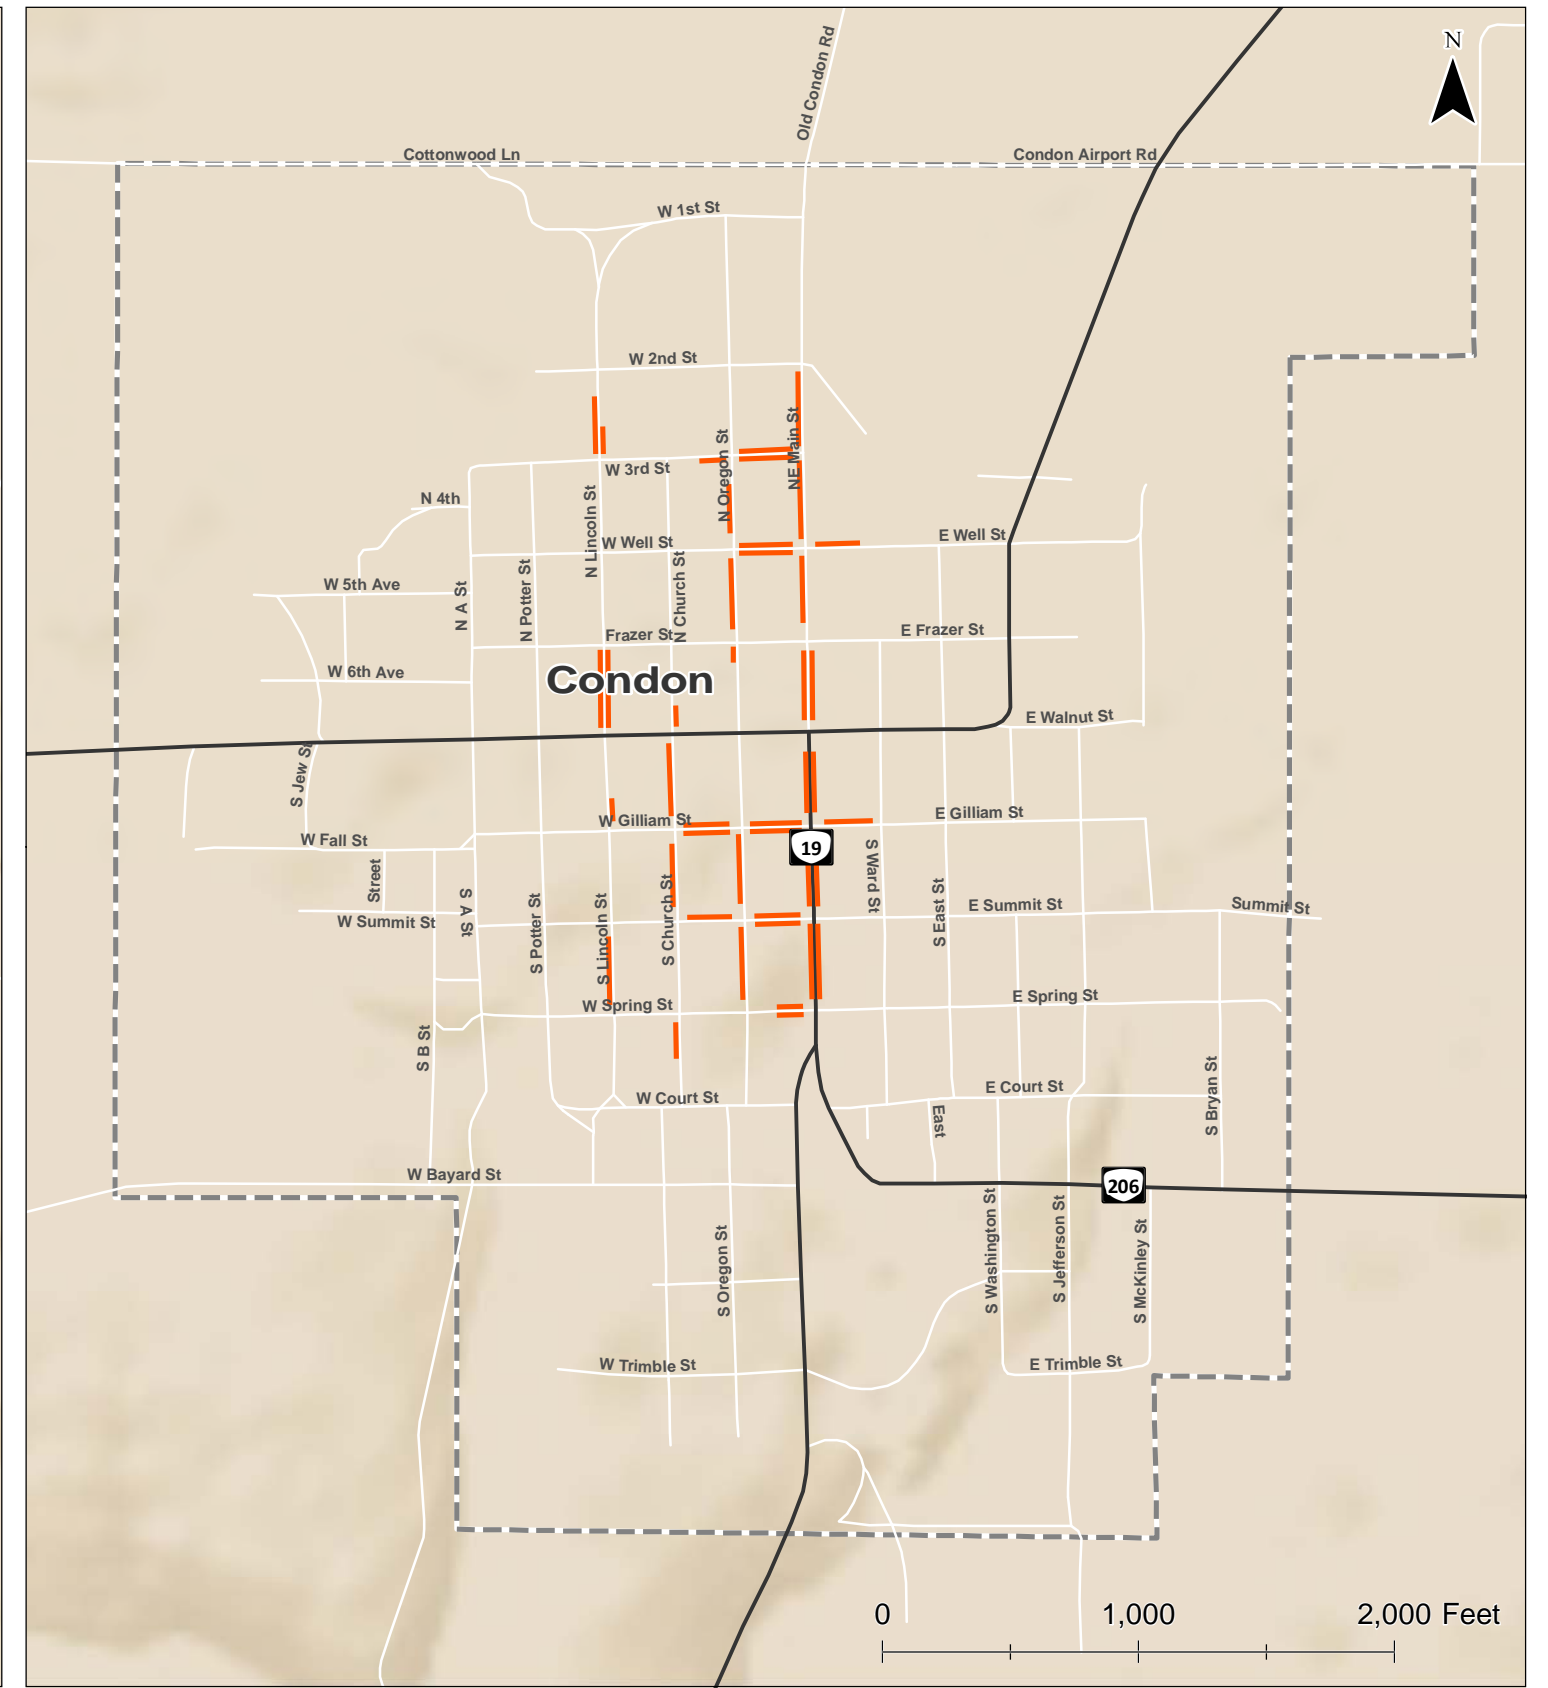 Old Condon Rd
N
Cottonwood Ln
Condon Airport Rd
W 1st St
W 2nd St
NE Main St
N Oregon St
W 3rd St
N Lincoln St
N 4th
E Well St
W Well St
N Church St
N Potter St
N A St
W 5th Ave
Frazer St
E Frazer St
W 6th Ave
Condon
E Walnut St
S Jew St
W Gilliam St
E Gilliam St
W Fall St
19
Street
S A St
S Potter St
S Lincoln St
S Church St
S Ward St
S East St
E Summit St
Summit St
W Summit St
W Spring St
E Spring St
S B St
W Court St
E Court St
East
S Bryan St
W Bayard St
206
S Oregon St
S Washington St
S Jefferson St
S McKinley St
W Trimble St
E Trimble St
0 1,000 2,000 Feet